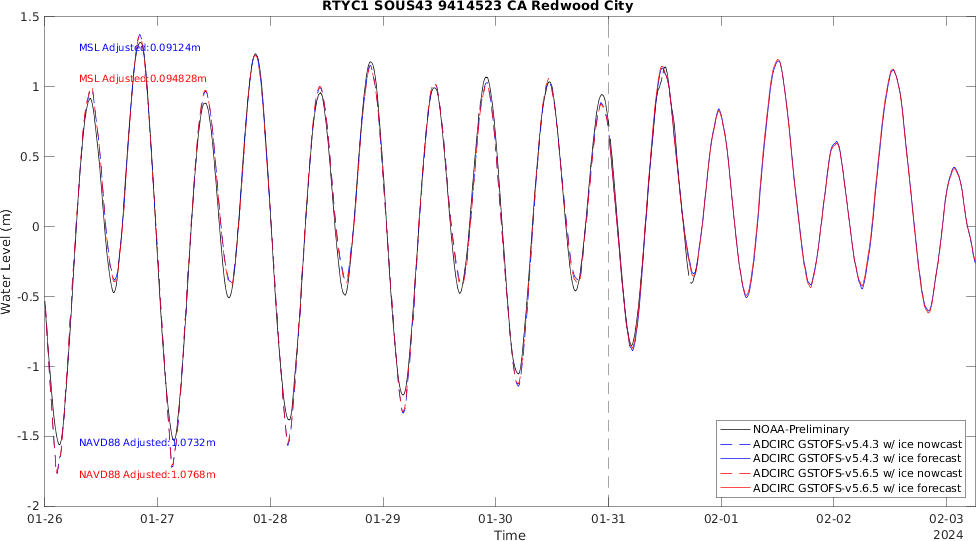 RTYC1 SOUS43 9414523 CA Redwood City
Water Level (m)
1.5
1
0.5
0
-0.5
-1
-1.5
-2
MSL Adjusted:0.09124m
MSL Adjusted:0.094828m
NAVD88 Adjusted:1.0732m
NAVD88 Adjusted:1.0768m
NOAA-Preliminary
ADCIRC GSTOFS-v5.4.3 w/ ice nowcast
ADCIRC GSTOFS-v5.4.3 w/ ice forecast
ADCIRC GSTOFS-v5.6.5 w/ ice nowcast
ADCIRC GSTOFS-v5.6.5 w/ ice forecast
01-26 01-27 01-28 01-29 01-30 01-31 02-01 02-02 02-03
Time
2024